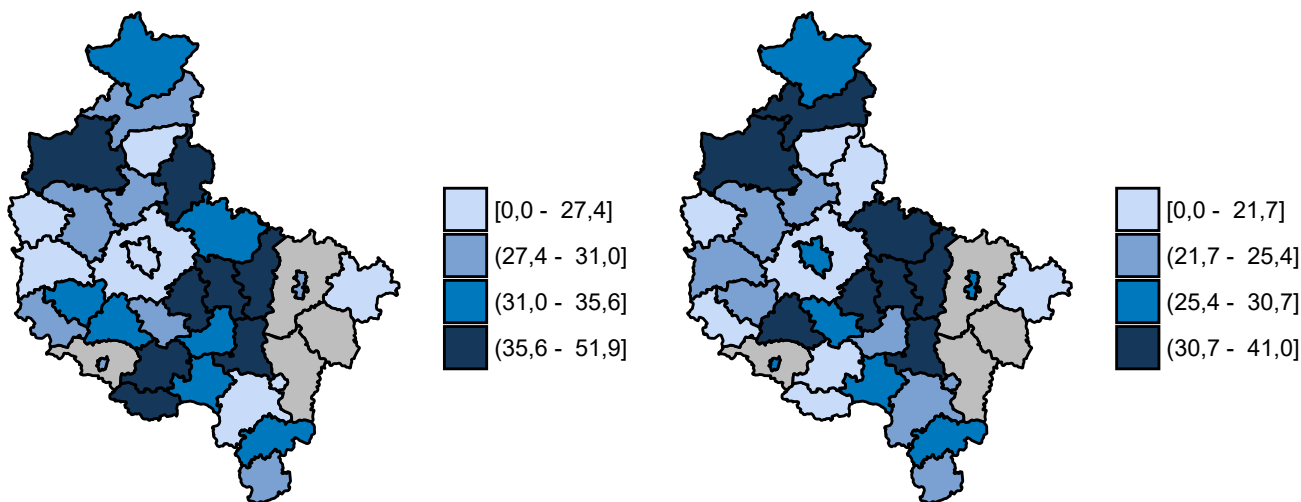 [0,0 - 27,4]
(27,4 - 31,0]
(31,0 - 35,6]
(35,6 - 51,9]
[0,0 - 21,7]
(21,7 - 25,4]
(25,4 - 30,7]
(30,7 - 41,0]